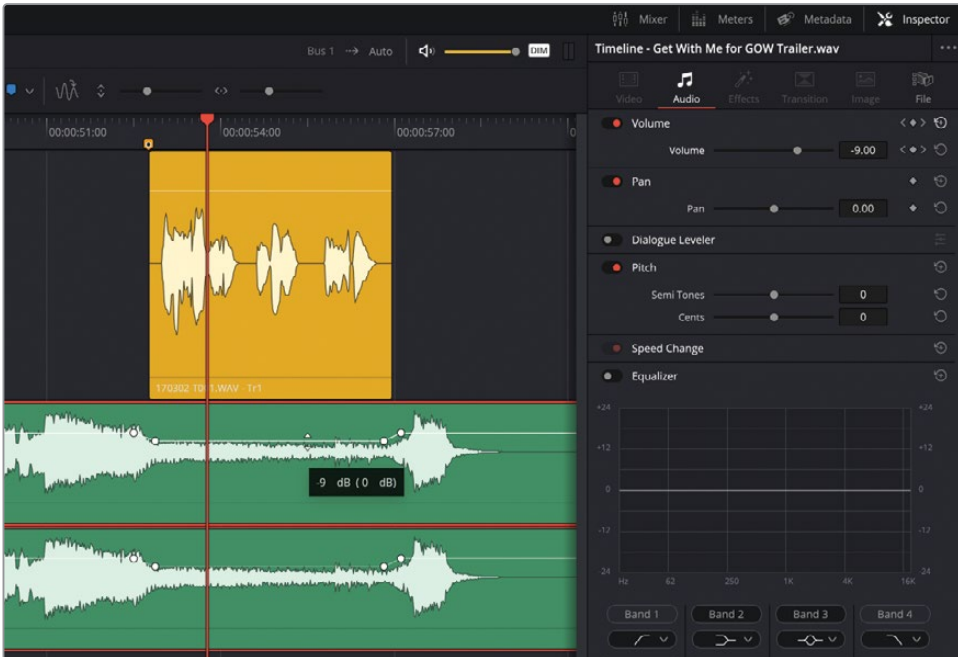 Mixer Meters Metadata Inspector
Bus 1 Auto DIM
Timeline - Get With Me for GOW Trailer.wav
Video Audio Effects Transition Image File
00:00:51:00 00:00:54:00 00:00:57:00 0
Volume
Volume -9.00
Pan
Pan 0.00
Dialogue Leveler
Pitch
Semi Tones 0
Cents 0
Speed Change
Equalizer
+24 +24
+12 +12
0 0
-12 -12
-24 -24
Hz 62 250 1K 4K 16K
Band 1 Band 2 Band 3 Band 4
170302 .WAV - Tr1
-9 dB ( 0 dB)